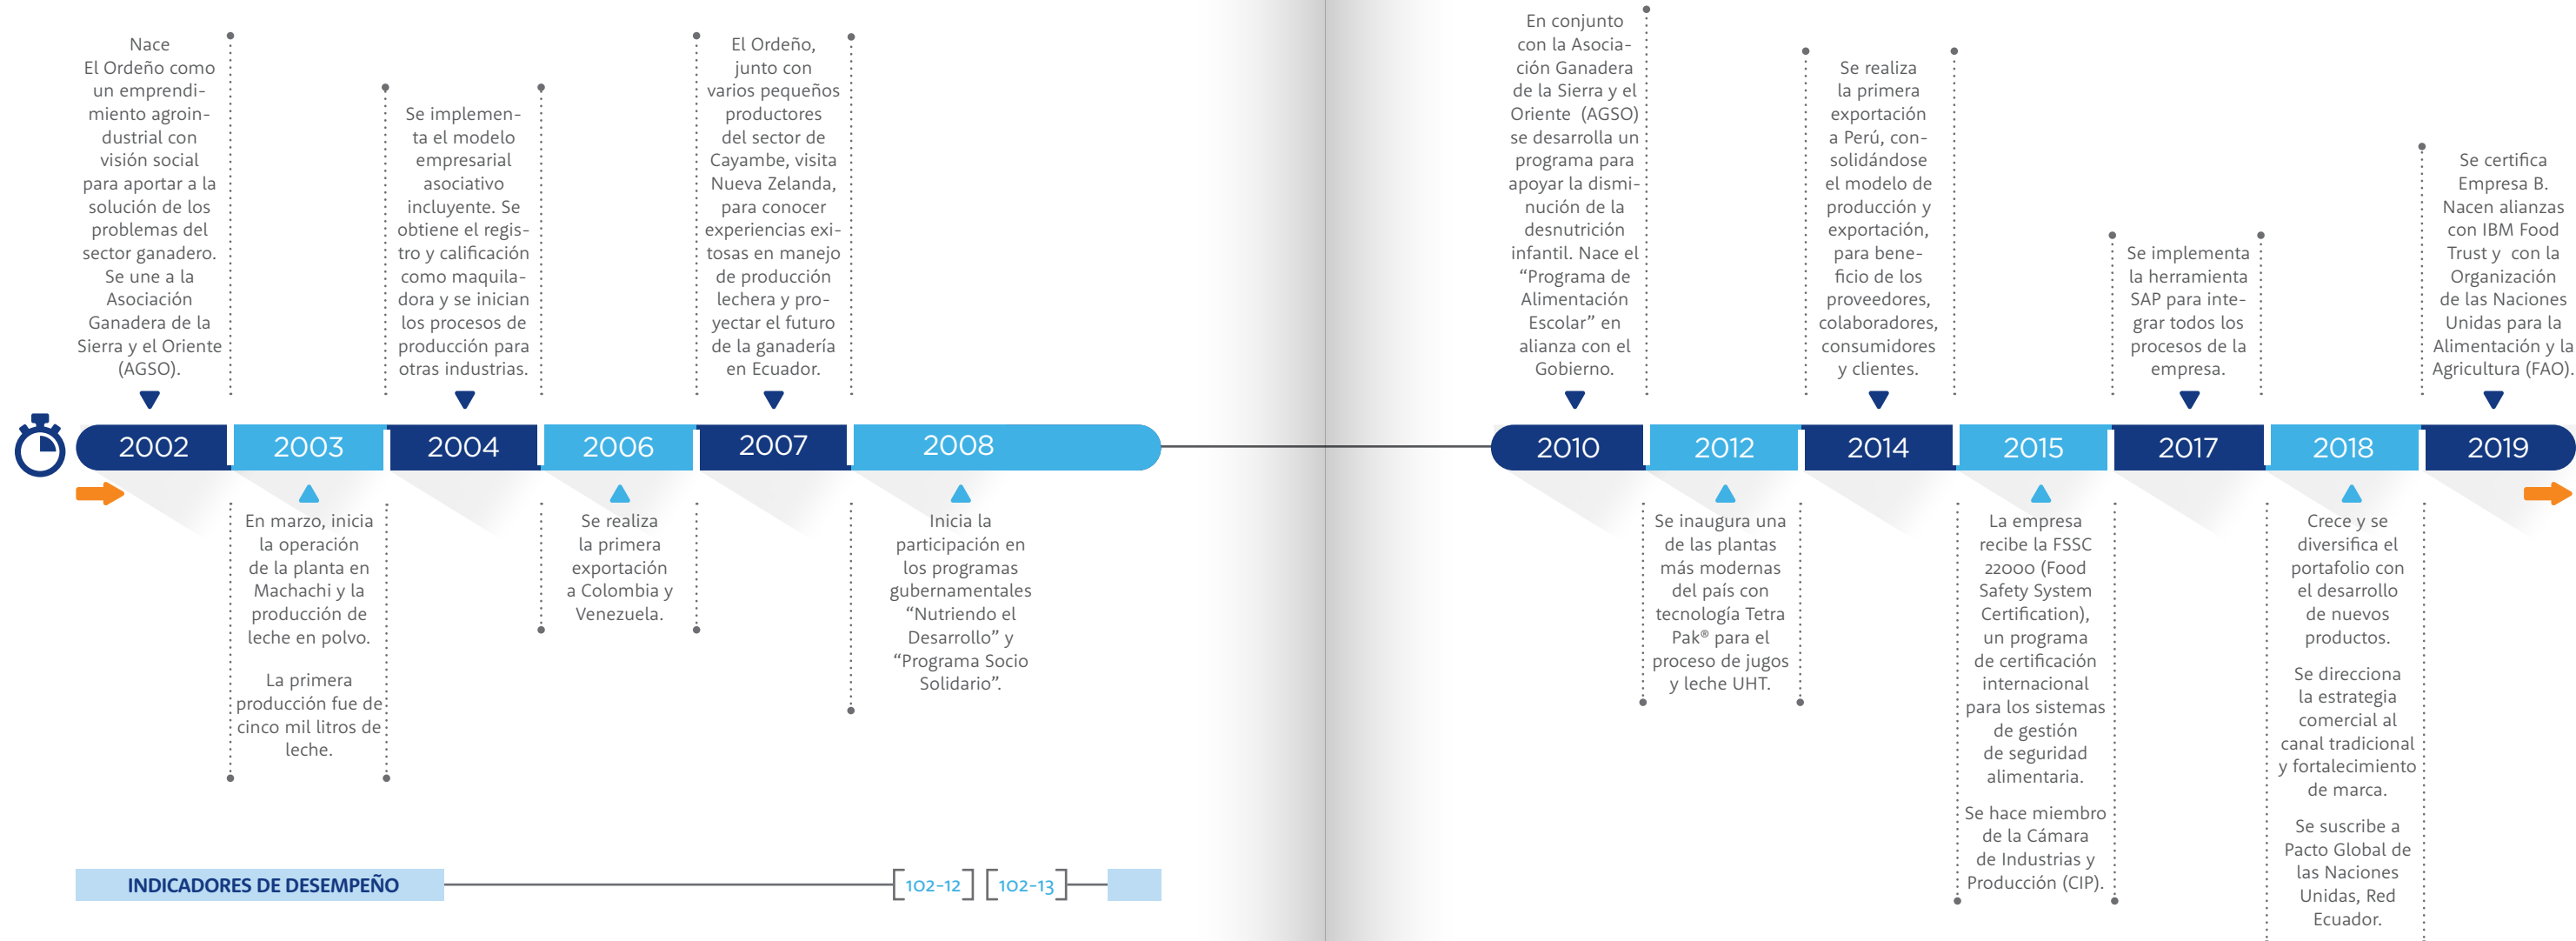 Nace
El Ordeño como
un emprendi-
miento agroin-
dustrial con
visión social
para aportar a la
solución de los
problemas del
sector ganadero.
Se une a la
Asociación
Ganadera de la
Sierra y el Oriente
(AGSO).
2002
2003
En marzo, inicia
la operación
de la planta en
Machachi y la
producción de
leche en polvo.
La primera
producción fue de
cinco mil litros de
leche.
Se implemen-
ta el modelo
empresarial
asociativo
incluyente. Se
obtiene el regis-
tro y calificación
como maquila-
dora y se inician
los procesos de
producción para
otras industrias.
2004
2006
Se realiza
la primera
exportación
a Colombia y
Venezuela.
El Ordeño,
junto con
varios pequeños
productores
del sector de
Cayambe, visita
Nueva Zelanda,
para conocer
experiencias exi-
tosas en manejo
de producción
lechera y pro-
yectar el futuro
de la ganadería
en Ecuador.
2007
2008
Inicia la
participación en
los programas
gubernamentales
“Nutriendo el
Desarrollo” y
“Programa Socio
Solidario”.
INDICADORES DE DESEMPEÑO
102-12
102-13
En conjunto
con la Asocia-
ción Ganadera
de la Sierra y el
Oriente (AGSO)
se desarrolla un
programa para
apoyar la dismi-
nución de la
desnutrición
infantil. Nace el
“Programa de
Alimentación
Escolar” en
alianza con el
Gobierno.
2010
2012
Se inaugura una
de las plantas
más modernas
del país con
tecnología Tetra
Pak® para el
proceso de jugos
y leche UHT.
Se realiza
la primera
exportación
a Perú, con-
solidándose
el modelo de
producción y
exportación,
para bene-
ficio de los
proveedores,
colaboradores,
consumidores
y clientes.
2014
2015
La empresa
recibe la FSSC
22000 (Food
Safety System
Certification),
un programa
de certificación
internacional
para los sistemas
de gestión
de seguridad
alimentaria.
Se hace miembro
de la Cámara
de Industrias y
Producción (CIP).
Se implementa
la herramienta
SAP para inte-
grar todos los
procesos de la
empresa.
2017
2018
Crece y se
diversifica el
portafolio con
el desarrollo
de nuevos
productos.
Se direcciona
la estrategia
comercial al
canal tradicional
y fortalecimiento
de marca.
Se suscribe a
Pacto Global de
las Naciones
Unidas, Red
Ecuador.
Se certifica
Empresa B.
Nacen alianzas
con IBM Food
Trust y con la
Organización
de las Naciones
Unidas para la
Alimentación y la
Agricultura (FAO).
2019